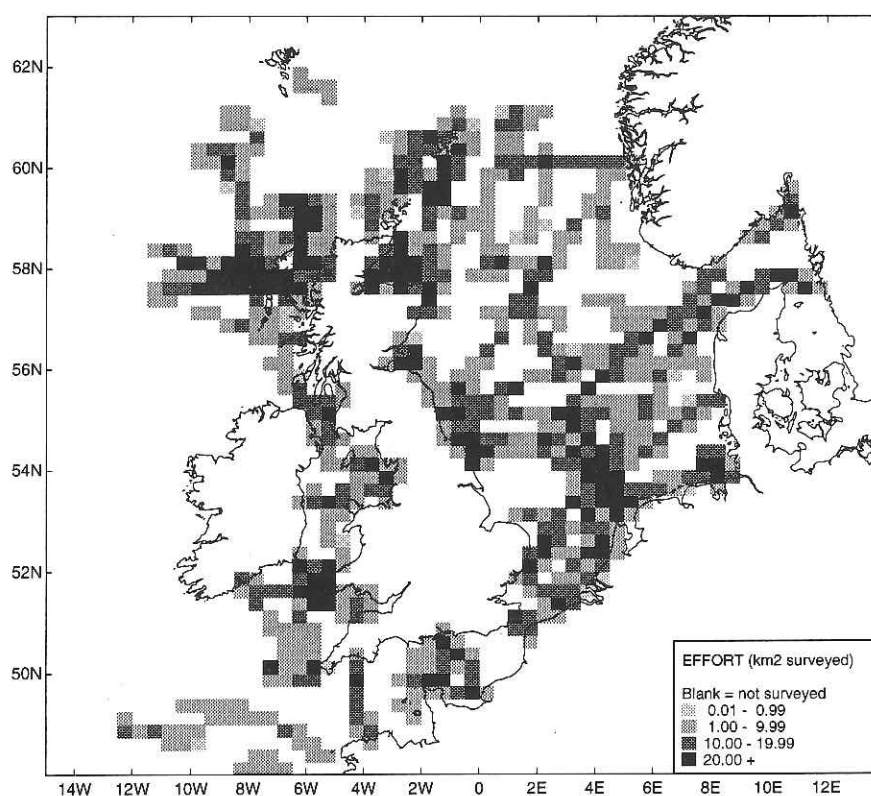 62N
60N
58N
56N
54N
52N
50N
EFFORT (km2 surveyed)
Blank = not surveyed
0.01 - 0.99
1.00 - 9.99
10.00 - 19.99
20.00 +
14W 12W 10W 8W 6W 4W 2W 0 2E 4E 6E 8E 10E 12E